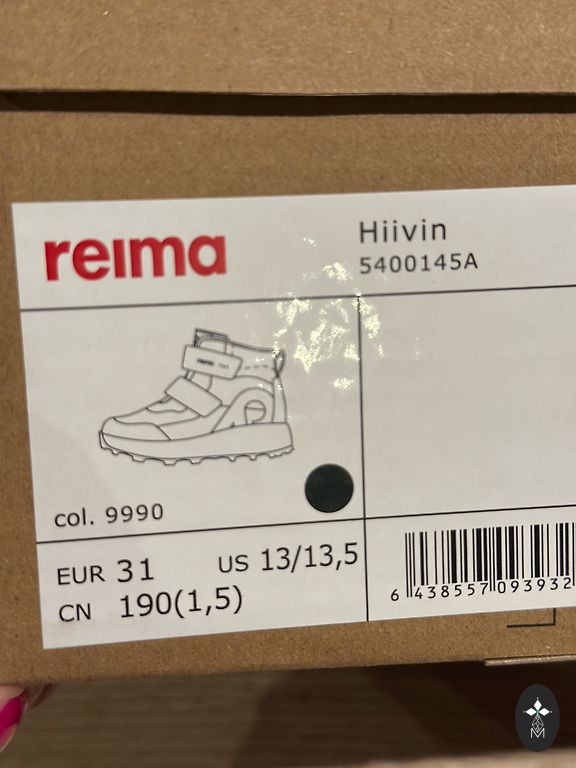 reima
Hiivin
5400145A
col. 9990
EUR 31
US 13/13,5
CN 190(1,5)
6 438557 093932
M